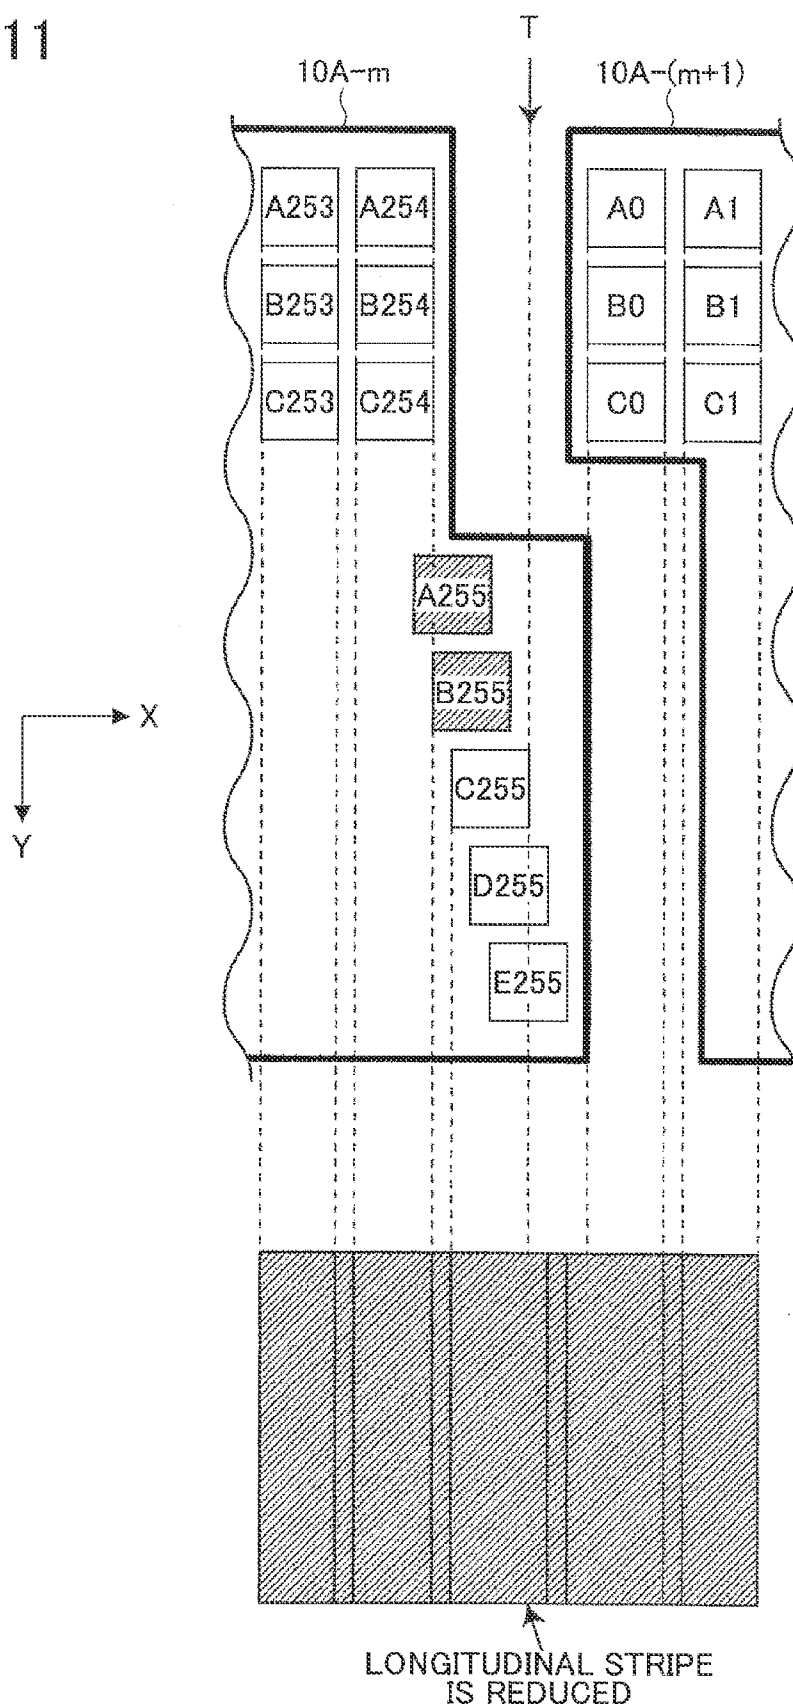 11
T
10A-m
10A-(m+1)
A253 A254 A0 A1
B253 B254 B0 B1
C253 C254 C0 C1
A255
B255
X
C255
Y
D255
E255
LONGITUDINAL STRIPE
IS REDUCED